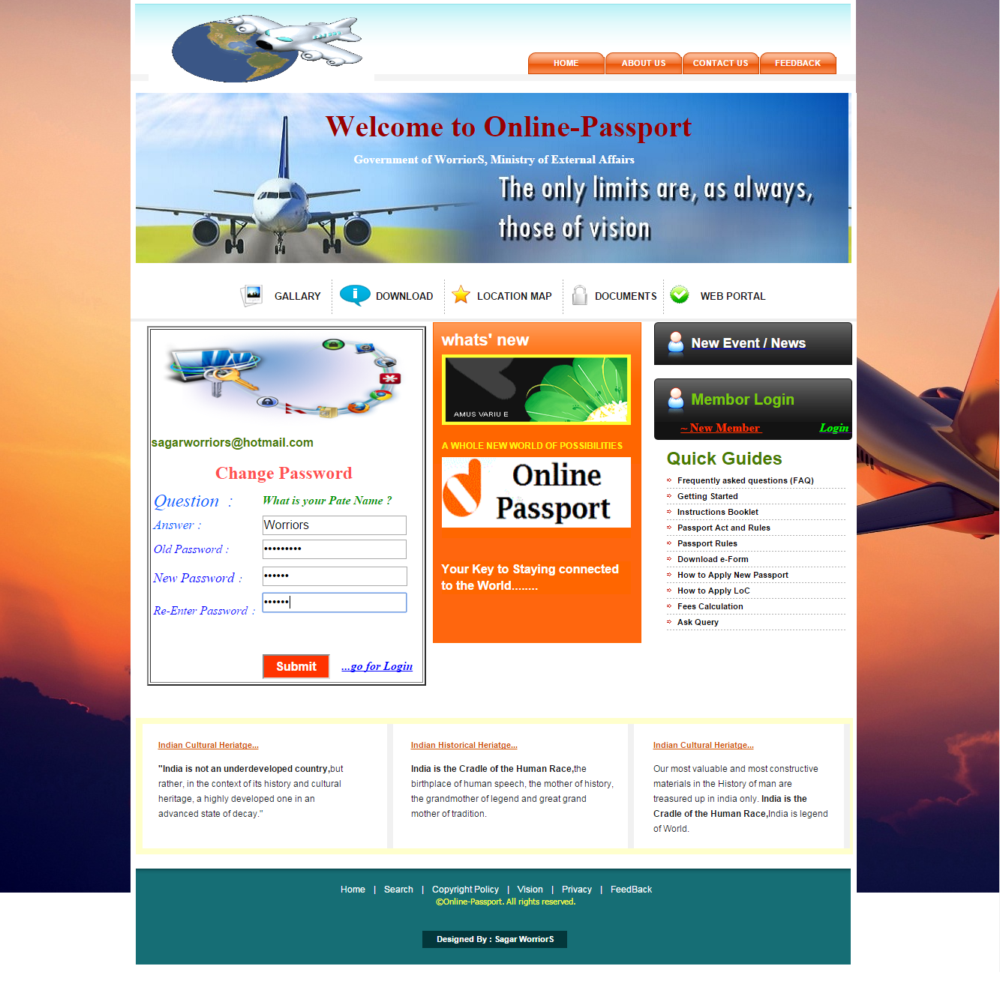 HOME
ABOUT US
CONTACT US
FEEDBACK
Welcome to Online-Passport
Government of WorriorS, Ministry of External Affairs
The only limits are, as always,
those of vision
GALLARY
DOWNLOAD
LOCATION MAP
DOCUMENTS
WEB PORTAL
sagarworriors@hotmail.com
Change Password
Question :
What is your Pate Name ?
Answer :
Worriors
Old Password :
•••••••••
New Password :
••••••
Re-Enter Password :
••••••
Submit
...go for Login
whats' new
AMUS VARIU E
A WHOLE NEW WORLD OF POSSIBILITIES
Online
Passport
Your Key to Staying connected
to the World........
New Event / News
Membor Login
~ New Member
Login
Quick Guides
Frequently asked questions (FAQ)
Getting Started
Instructions Booklet
Passport Act and Rules
Passport Rules
Download e-Form
How to Apply New Passport
How to Apply LoC
Fees Calculation
Ask Query
Indian Cultural Heriatge...
"India is not an underdeveloped country,but
rather, in the context of its history and cultural
heritage, a highly developed one in an
advanced state of decay."
Indian Historical Heriatge...
India is the Cradle of the Human Race,the
birthplace of human speech, the mother of history,
the grandmother of legend and great grand
mother of tradition.
Indian Cultural Heriatge...
Our most valuable and most constructive
materials in the History of man are
treasured up in india only. India is the
Cradle of the Human Race,India is legend
of World.
Home | Search | Copyright Policy | Vision | Privacy | FeedBack
©Online-Passport. All rights reserved.
Designed By : Sagar WorriorS